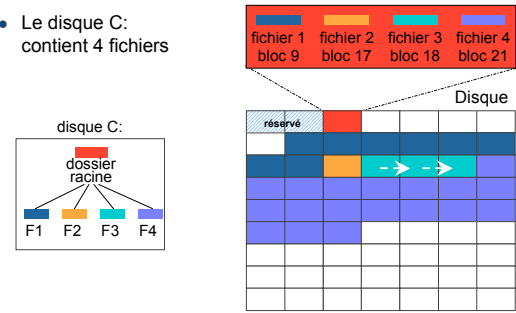 Le disque C:
contient 4 fichiers
fichier 1 fichier 2 fichier 3 fichier 4
bloc 9 bloc 17 bloc 18 bloc 21
Disque
réservé
disque C:
dossier
racine
F1 F2 F3 F4